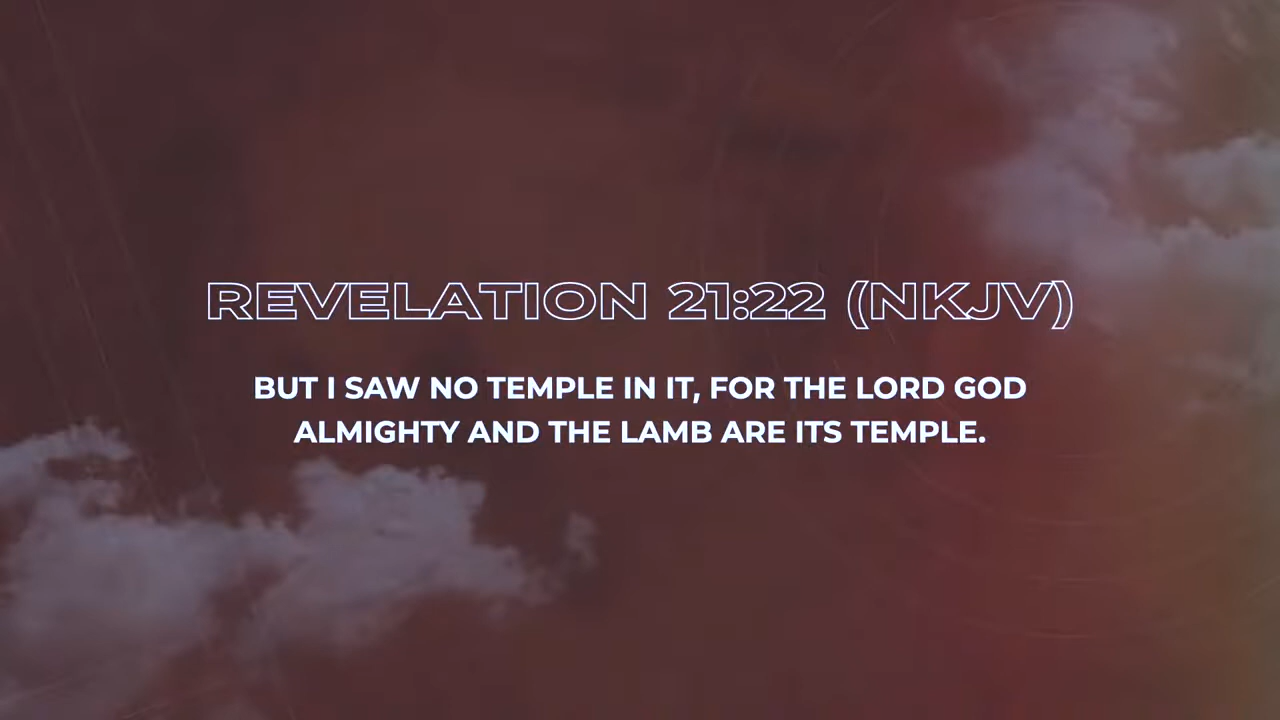 REVELATION 21:22 (NKJV)
BUT I SAW NO TEMPLE IN IT, FOR THE LORD GOD
ALMIGHTY AND THE LAMB ARE ITS TEMPLE.